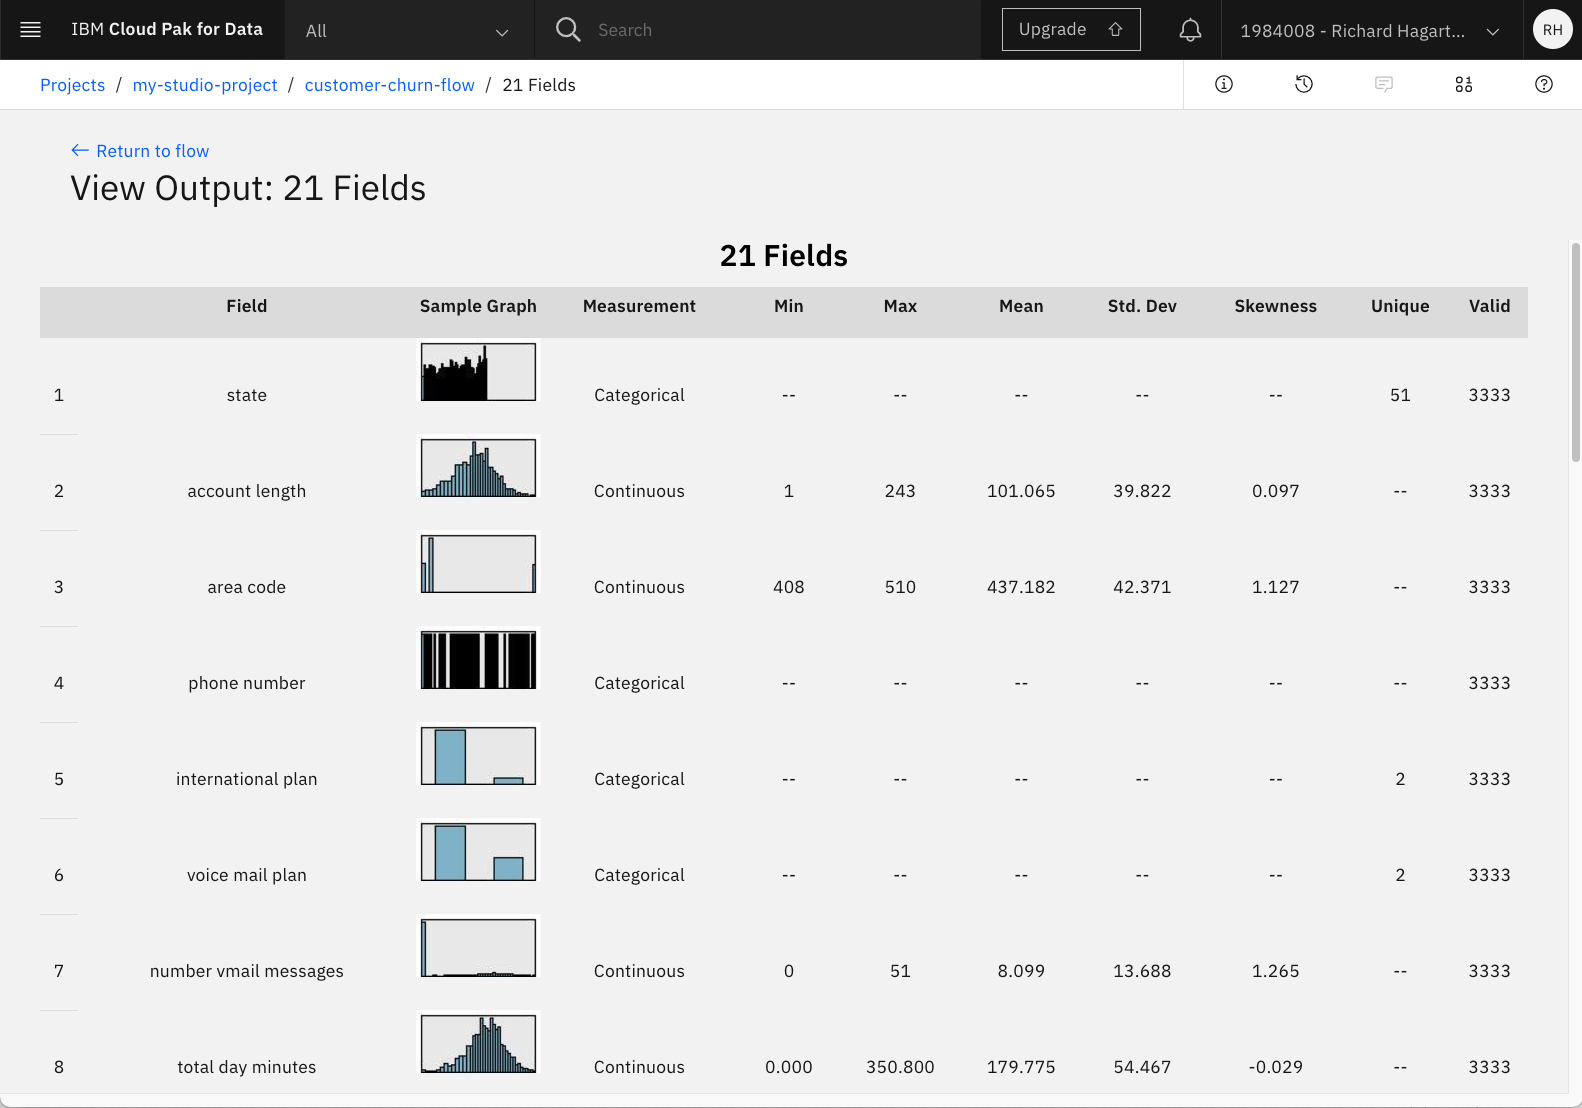 IBM Cloud Pak for Data All Search Upgrade 1984008 - Richard Hagart... RH
Projects / my-studio-project / customer-churn-flow / 21 Fields
← Return to flow
View Output: 21 Fields
21 Fields
Field Sample Graph Measurement Min Max Mean Std. Dev Skewness Unique Valid
1 state Categorical -- -- -- -- -- 51 3333
2 account length Continuous 1 243 101.065 39.822 0.097 -- 3333
3 area code Continuous 408 510 437.182 42.371 1.127 -- 3333
4 phone number Categorical -- -- -- -- -- -- 3333
5 international plan Categorical -- -- -- -- -- 2 3333
6 voice mail plan Categorical -- -- -- -- -- 2 3333
7 number vmail messages Continuous 0 51 8.099 13.688 1.265 -- 3333
8 total day minutes Continuous 0.000 350.800 179.775 54.467 -0.029 -- 3333